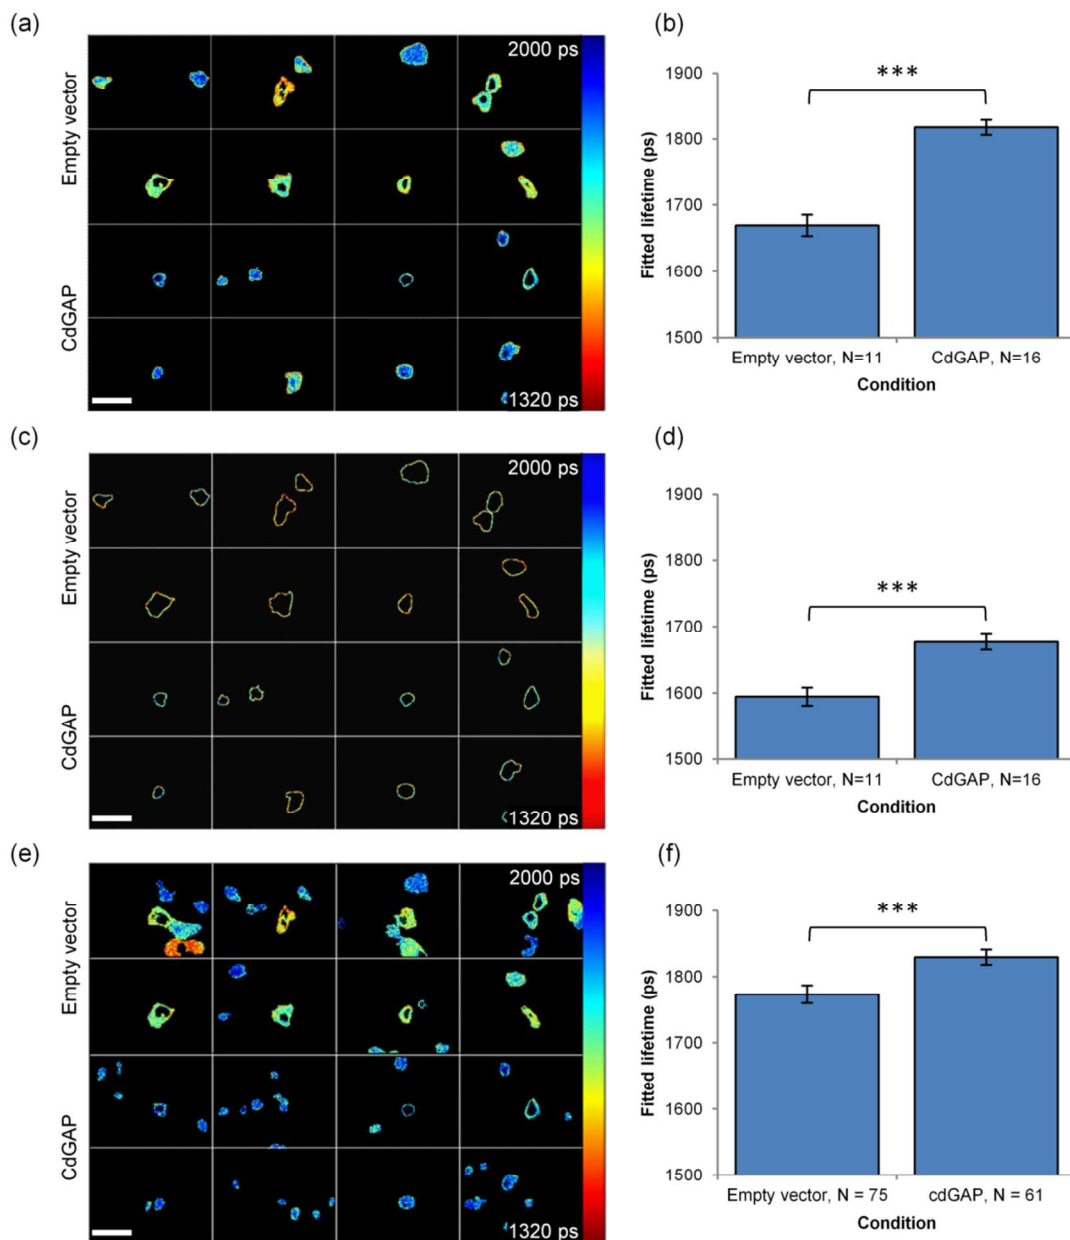 (a)
2000 ps
Empty vector
CdGAP
1320 ps
(b)
***
1900
1800
1700
1600
1500
Fitted lifetime (ps)
Empty vector, N=11
CdGAP, N=16
Condition
(c)
2000 ps
Empty vector
CdGAP
1320 ps
(d)
***
1900
1800
1700
1600
1500
Fitted lifetime (ps)
Empty vector, N=11
CdGAP, N=16
Condition
(e)
2000 ps
Empty vector
CdGAP
1320 ps
(f)
***
1900
1800
1700
1600
1500
Fitted lifetime (ps)
Empty vector, N = 75
cdGAP, N = 61
Condition